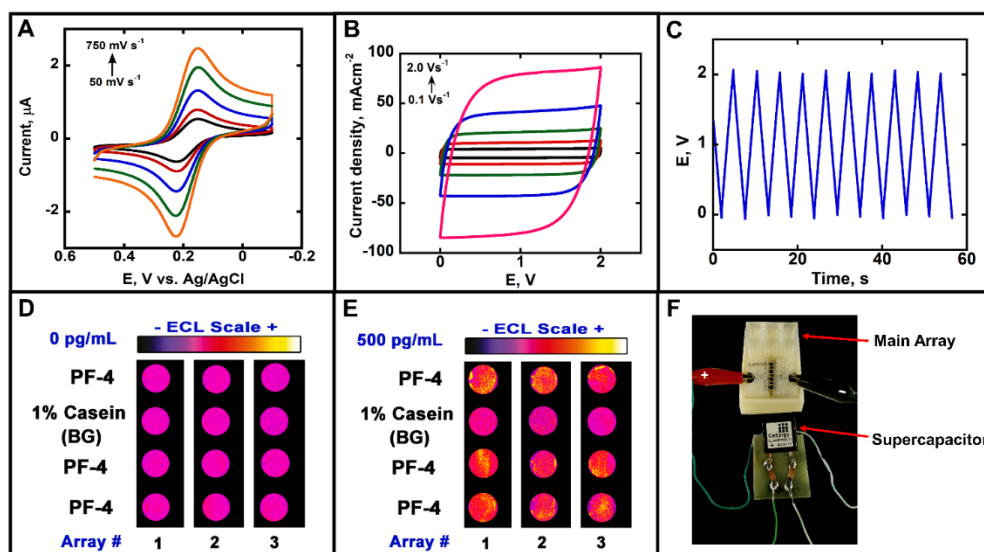 A
750 mV s⁻¹
50 mV s⁻¹
2
0
-2
0.6
0.4
0.2
0
-0.2
Current, µA
E, V vs. Ag/AgCl
B
2.0 Vs⁻¹
0.1 Vs⁻¹
100
50
0
-50
-100
0
1
2
Current density, mAcm⁻²
E, V
C
2
1
0
0
20
40
60
E, V
Time, s
D
0 pg/mL
- ECL Scale +
PF-4
1% Casein
(BG)
PF-4
PF-4
Array #
1
2
3
E
500 pg/mL
- ECL Scale +
PF-4
1% Casein
(BG)
PF-4
PF-4
Array #
1
2
3
F
Main Array
+
Supercapacitor
Cellergy